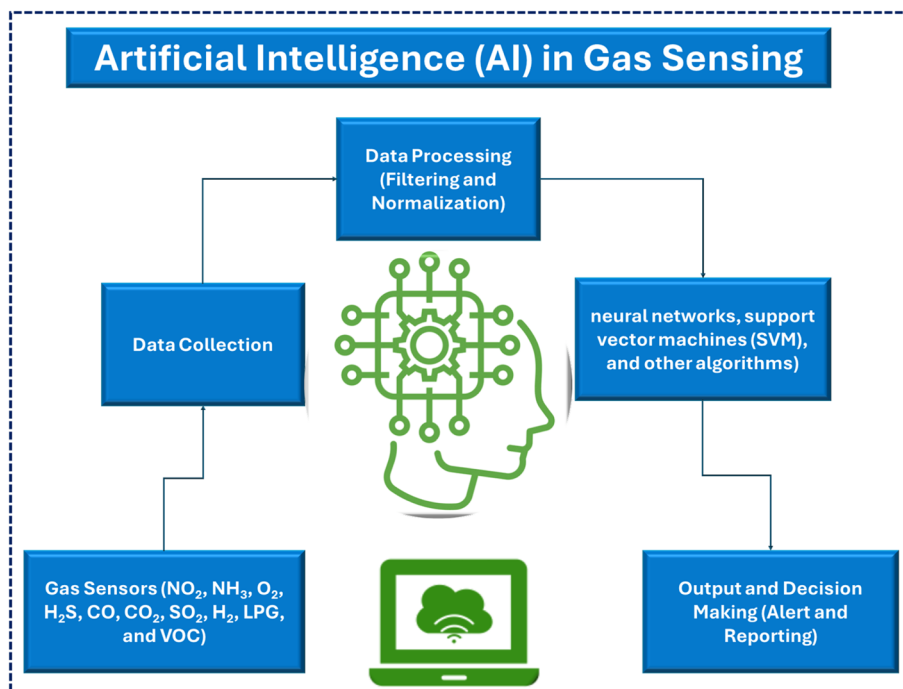 Artificial Intelligence (AI) in Gas Sensing
Data Processing
(Filtering and
Normalization)
Data Collection
neural networks, support
vector machines (SVM),
and other algorithms)
Gas Sensors (NO₂, NH₃, O₂,
H₂S, CO, CO₂, SO₂, H₂, LPG,
and VOC)
Output and Decision
Making (Alert and
Reporting)